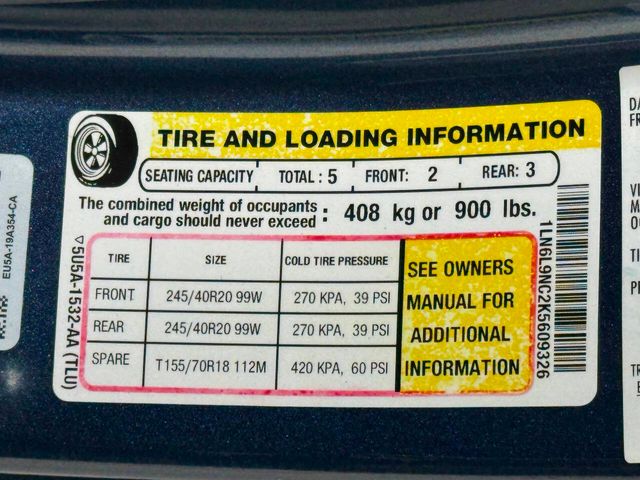 TIRE AND LOADING INFORMATION
SEATING CAPACITY TOTAL : 5 FRONT: 2 REAR: 3
The combined weight of occupants
and cargo should never exceed : 408 kg or 900 lbs.
TIRE SIZE COLD TIRE PRESSURE
FRONT 245/40R20 99W 270 KPA, 39 PSI
REAR 245/40R20 99W 270 KPA, 39 PSI
SPARE T155/70R18 112M 420 KPA, 60 PSI
SEE OWNERS
MANUAL FOR
ADDITIONAL
INFORMATION
5U5A-1532-AA (TLU)
1LN6L9NC2K5609326
EU5A-19A354-CA